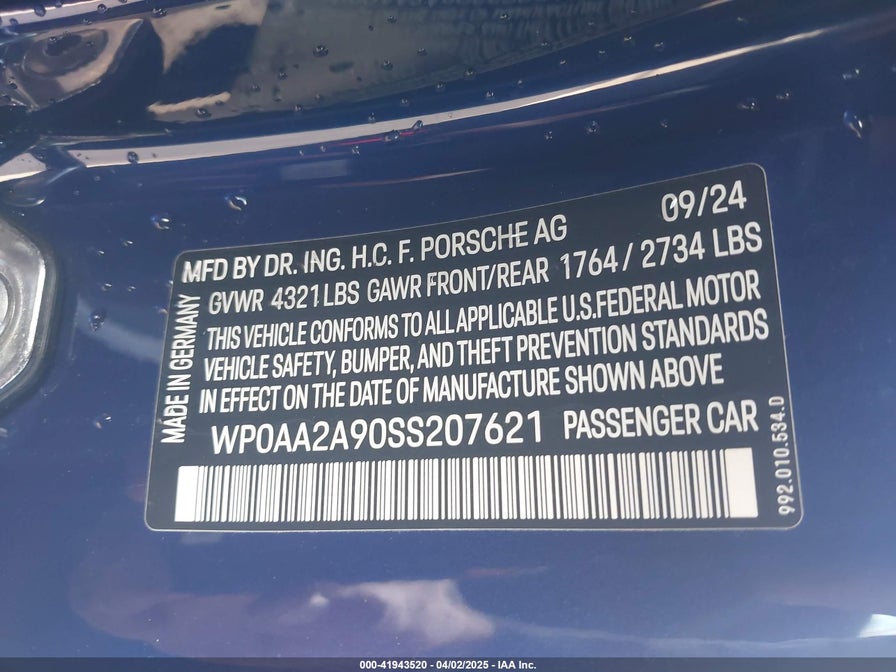 09/24
MFD BY DR. ING. H.C. F. PORSCHE AG
GVWR 4321 LBS GAWR FRONT/REAR 1764 / 2734 LBS
THIS VEHICLE CONFORMS TO ALL APPLICABLE U.S.FEDERAL MOTOR
VEHICLE SAFETY, BUMPER, AND THEFT PREVENTION STANDARDS
IN EFFECT ON THE DATE OF MANUFACTURE SHOWN ABOVE
WP0AA2A90SS207621 PASSENGER CAR
MADE IN GERMANY
992.010.534.D
000-41943520 - 04/02/2025 - IAA Inc.